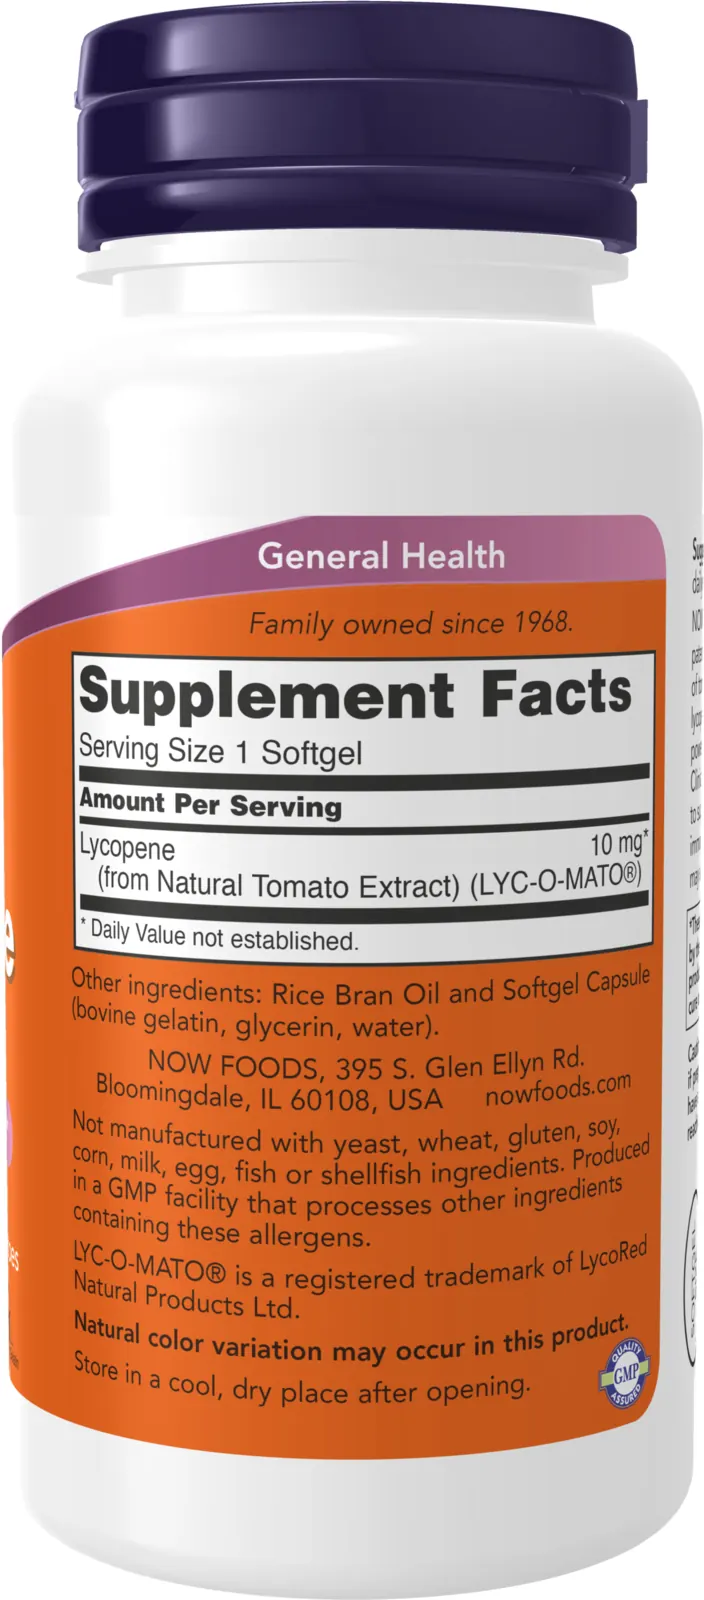 General Health
Family owned since 1968.
Supplement Facts
Serving Size 1 Softgel
Amount Per Serving
Lycopene 10 mg*
(from Natural Tomato Extract) (LYC-O-MATO®)
* Daily Value not established.
Other ingredients: Rice Bran Oil and Softgel Capsule
(bovine gelatin, glycerin, water).
NOW FOODS, 395 S. Glen Ellyn Rd.
Bloomingdale, IL 60108, USA nowfoods.com
Not manufactured with yeast, wheat, gluten, soy,
corn, milk, egg, fish or shellfish ingredients. Produced
in a GMP facility that processes other ingredients
containing these allergens.
LYC-O-MATO® is a registered trademark of LycoRed
Natural Products Ltd.
Natural color variation may occur in this product.
Store in a cool, dry place after opening.
QUALITY
GMP
ASSURED
SOFTGEL